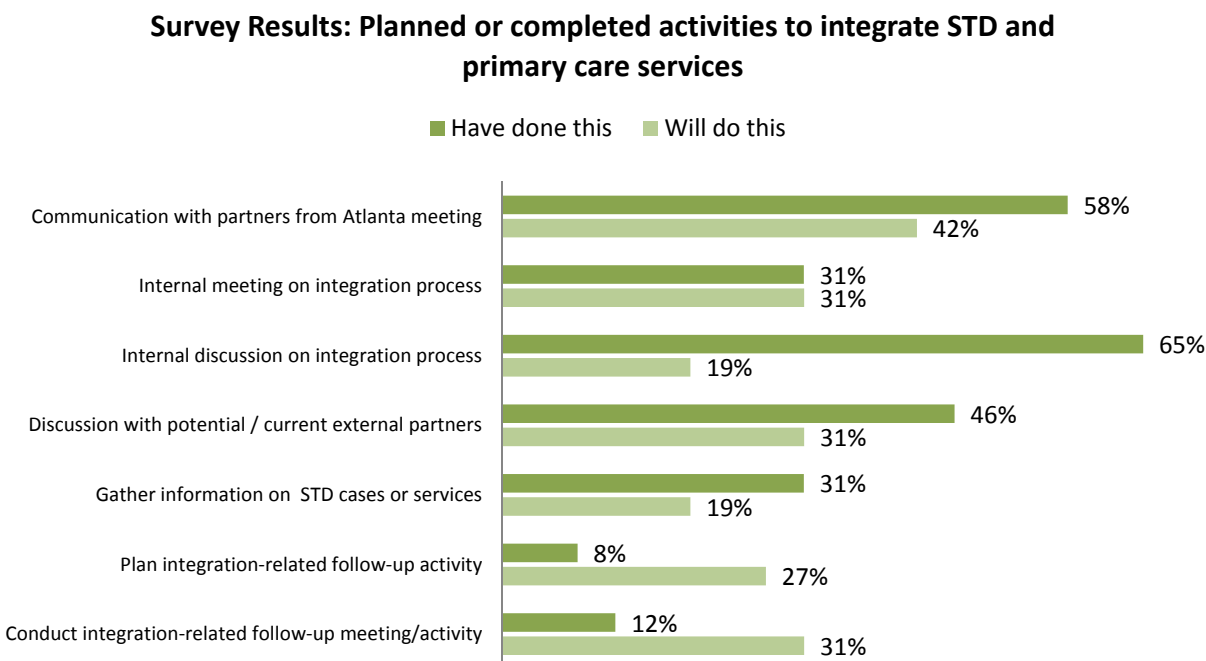 Survey Results: Planned or completed activities to integrate STD and
primary care services
Have done this Will do this
Communication with partners from Atlanta meeting
58%
42%
Internal meeting on integration process
31%
31%
Internal discussion on integration process
65%
19%
Discussion with potential / current external partners
46%
31%
Gather information on STD cases or services
31%
19%
Plan integration-related follow-up activity
8%
27%
Conduct integration-related follow-up meeting/activity
12%
31%